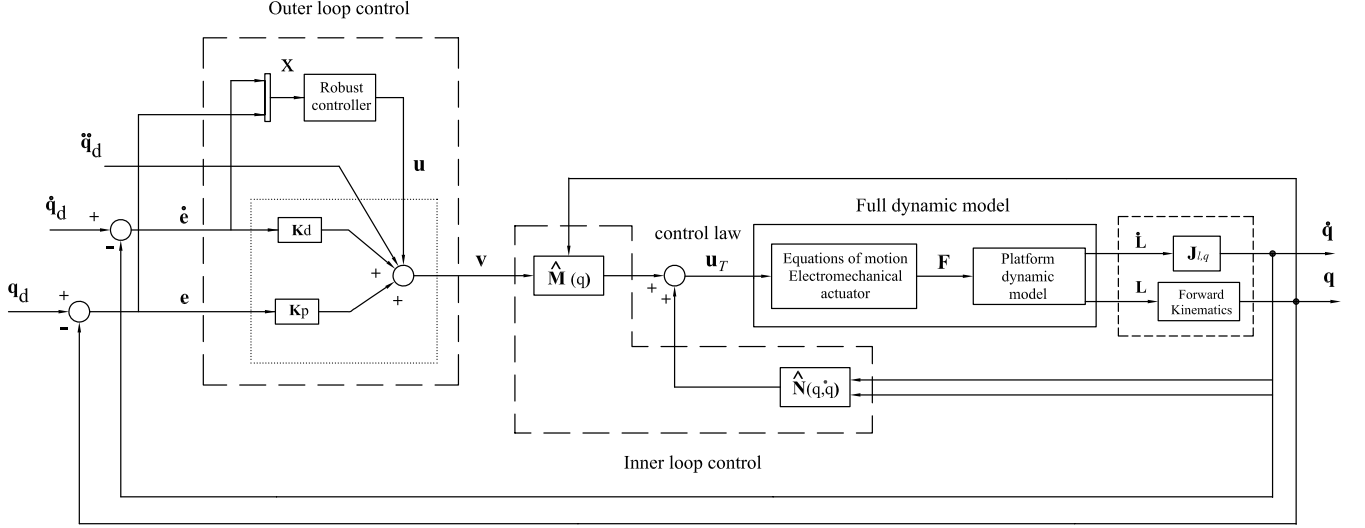 Outer loop control
X
Robust
controller
q̈d
u
q̇d
+
-
ė
Kd
Full dynamic model
control law
L̇
Jl,q
q̇
v
M̂ (q)
uT
Equations of motion
Electromechanical
actuator
F
Platform
dynamic
model
qd
+
-
e
Kp
+
+
+
+
L
Forward
Kinematics
q
N̂(q,q̇)
Inner loop control